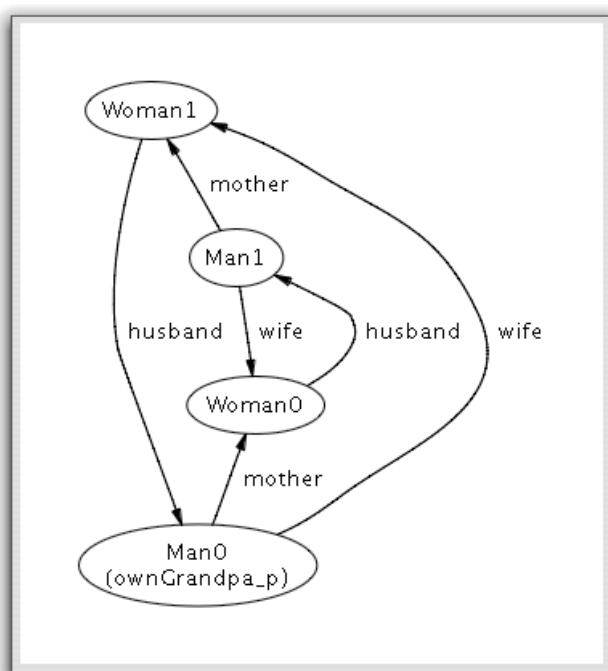 Woman1
mother
Man1
husband
wife
husband
wife
Woman0
mother
Man0
(ownGrandpa_p)